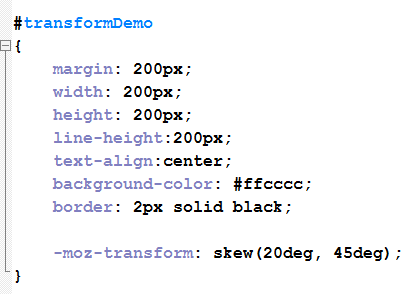 #transformDemo
{
margin: 200px;
width: 200px;
height: 200px;
line-height:200px;
text-align:center;
background-color: #ffcccc;
border: 2px solid black;
-moz-transform: skew(20deg, 45deg);
}